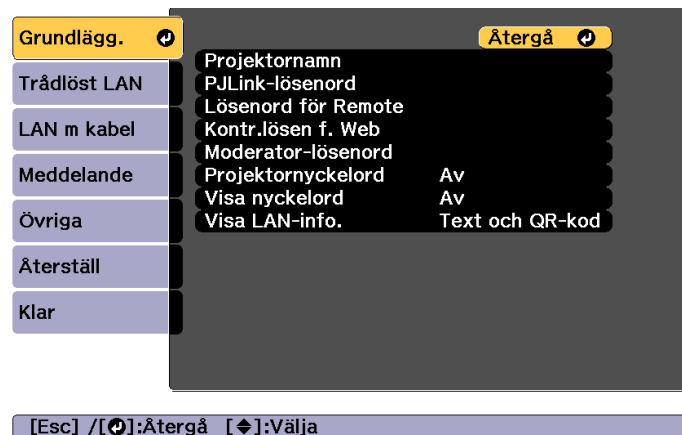 Grundlägg.
Trådlöst LAN
LAN m kabel
Meddelande
Övriga
Återställ
Klar
Återgå
Projektornamn
PJLink-lösenord
Lösenord för Remote
Kontr.lösen f. Web
Moderator-lösenord
Projektornyckelord Av
Visa nyckelord Av
Visa LAN-info. Text och QR-kod
[Esc] /[]:Återgå []:Välja